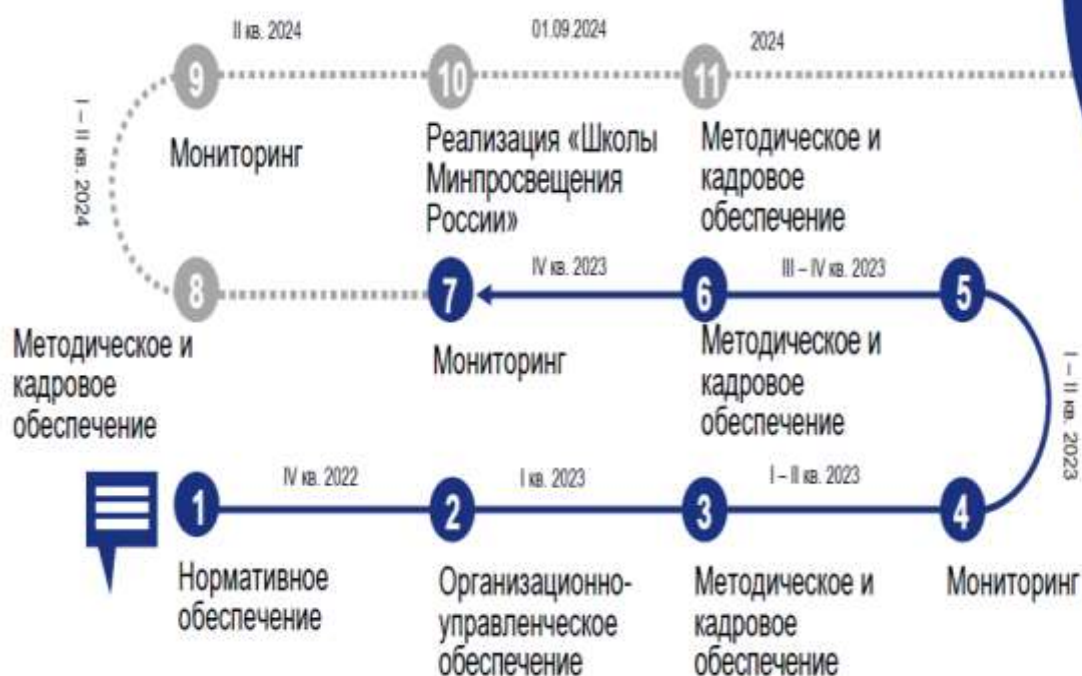 II кв. 2024
01.09.2024
2024
9
10
11
I – II кв. 2024
Мониторинг
Реализация «Школы
Минпросвещения
России»
Методическое и
кадровое
обеспечение
IV кв. 2023
III – IV кв. 2023
8
7
6
5
Методическое и
кадровое
обеспечение
Мониторинг
Методическое и
кадровое
обеспечение
I – II кв. 2023
IV кв. 2022
I кв. 2023
I – II кв. 2023
1
2
3
4
Нормативное
обеспечение
Организационно-
управленческое
обеспечение
Методическое и
кадровое
обеспечение
Мониторинг